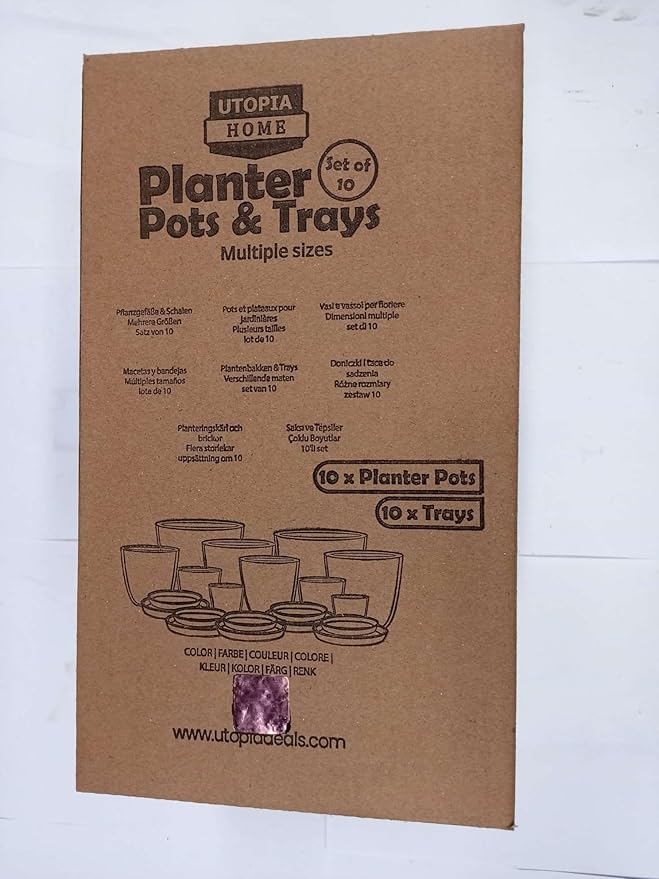 UTOPIA
HOME
Planter
Set of
10
Pots & Trays
Multiple sizes
Pflanzgefäße & Schalen
Mehrere Größen
Satz von 10
Pots et plateaux pour
jardinières
Plusieurs tailles
lot de 10
Vasi e vassoi per fioriere
Dimensioni multiple
set di 10
Macetas y bandejas
Múltiples tamaños
lote de 10
Plantenbakken & Trays
Verschillende maten
set van 10
Doniczki i tace do
sadzenia
Różne rozmiary
zestaw 10
Planteringskärl och
brickor
Flera storlekar
uppsättning om 10
Saksı ve Tepsiler
Çoklu Boyutlar
10'lı set
10 x Planter Pots
10 x Trays
COLOR | FARBE | COULEUR | COLORE |
KLEUR | KOLOR | FÄRG | RENK
www.utopiadeals.com